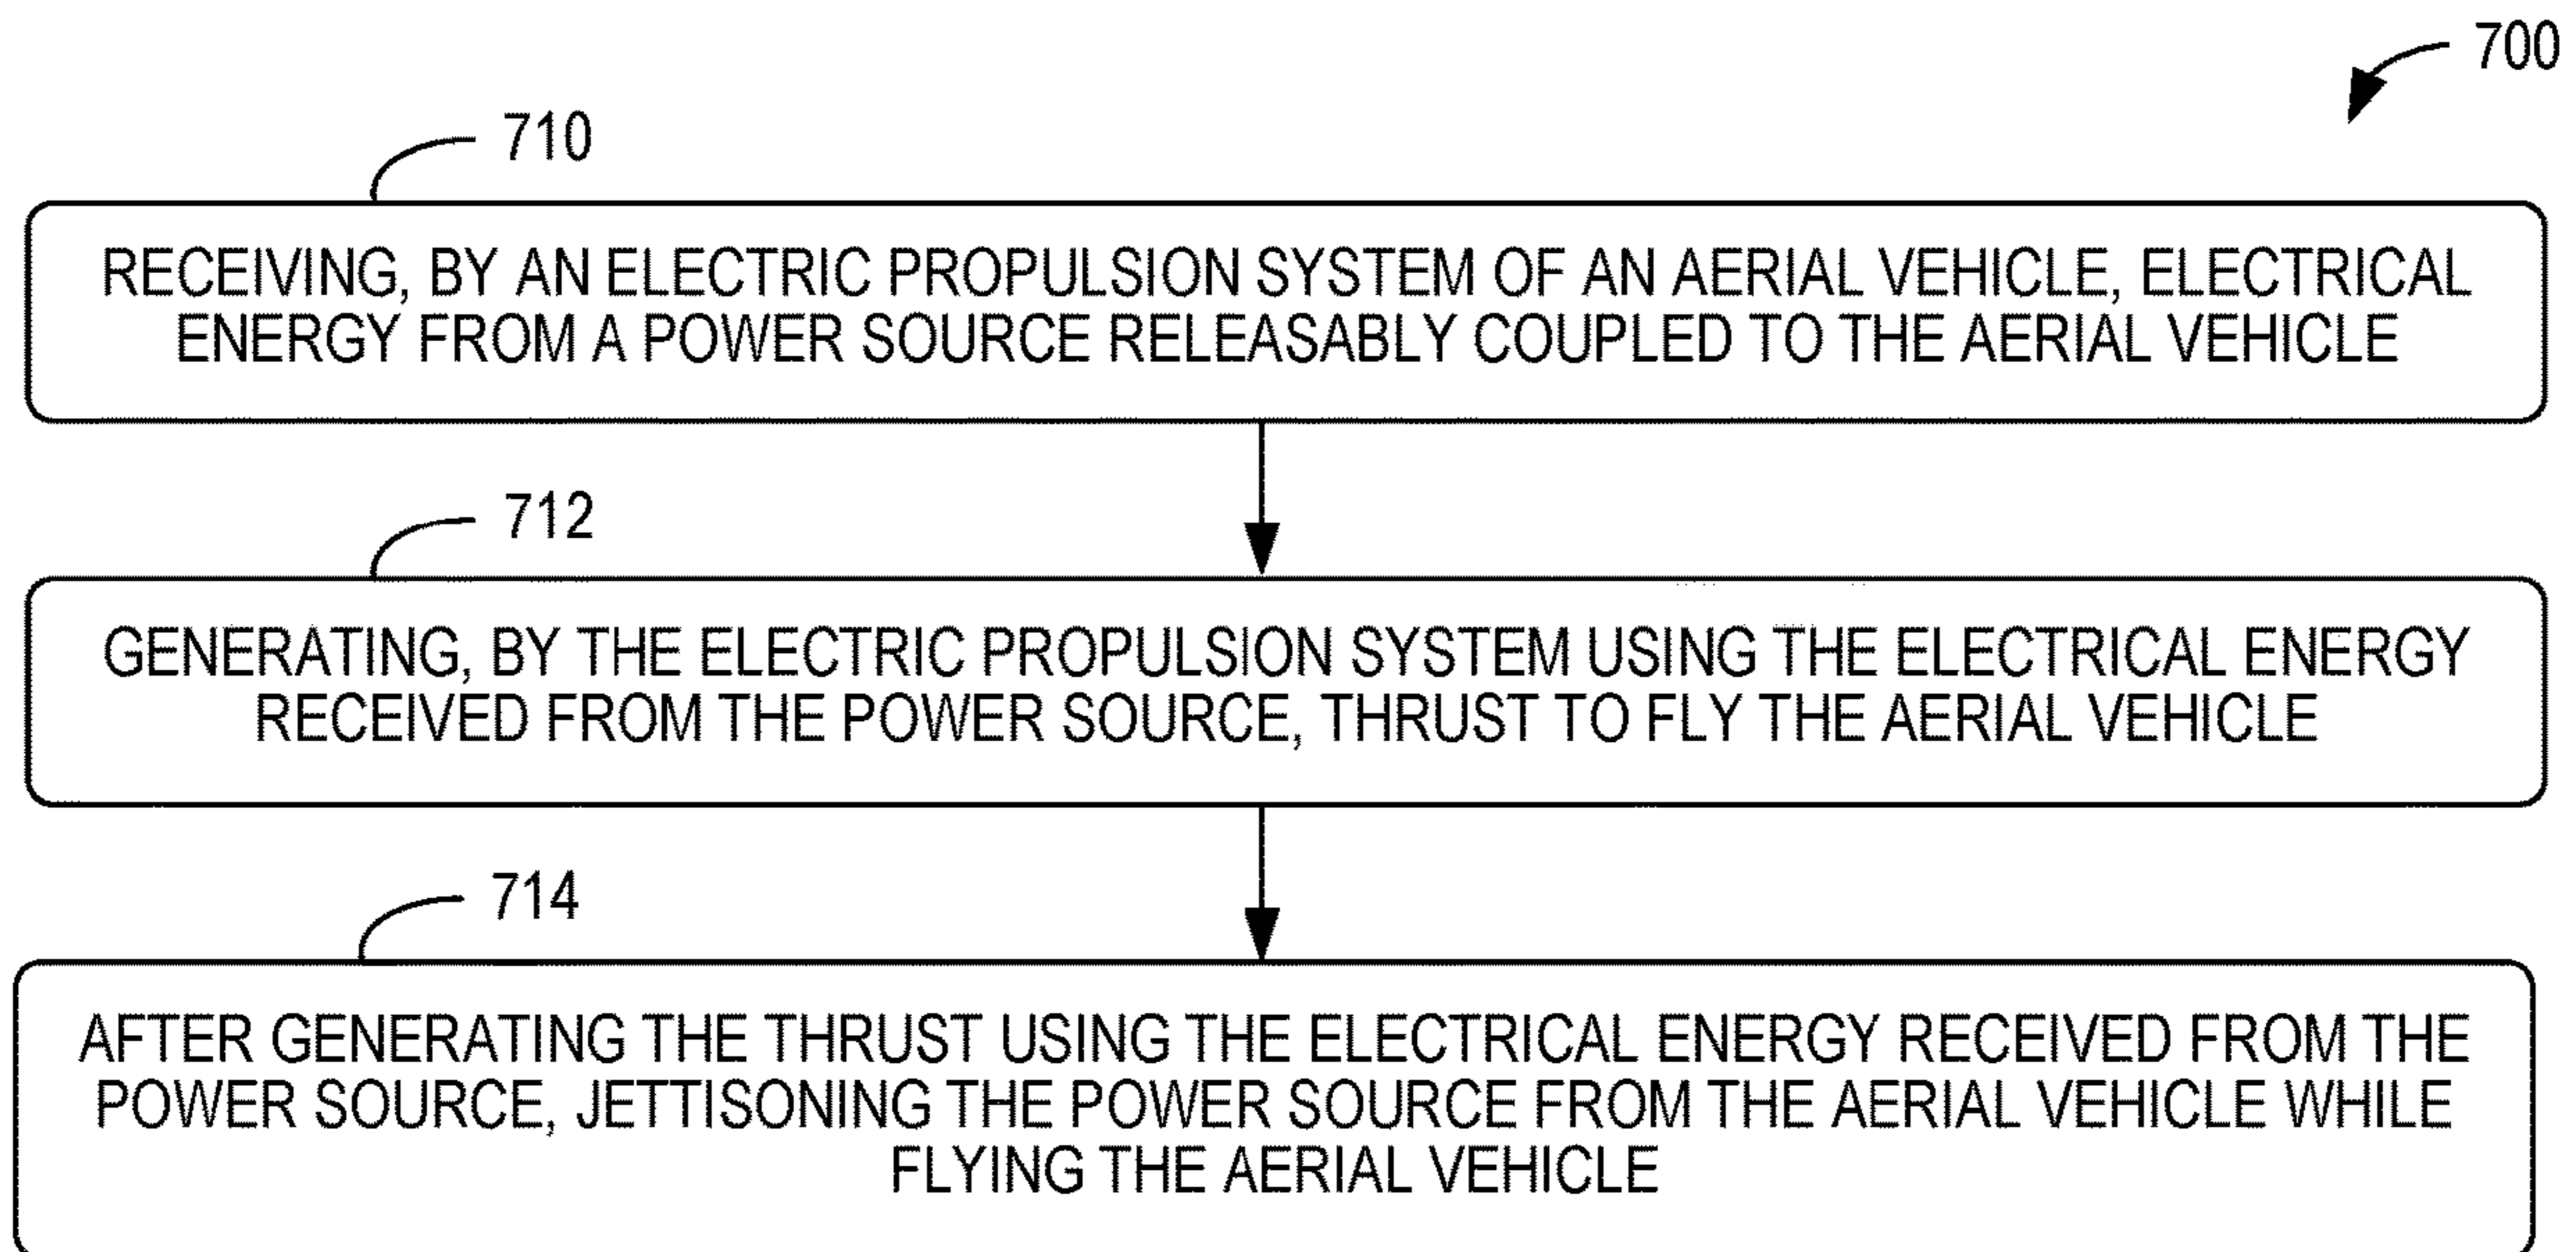 700
710
RECEIVING, BY AN ELECTRIC PROPULSION SYSTEM OF AN AERIAL VEHICLE, ELECTRICAL
ENERGY FROM A POWER SOURCE RELEASABLY COUPLED TO THE AERIAL VEHICLE
712
GENERATING, BY THE ELECTRIC PROPULSION SYSTEM USING THE ELECTRICAL ENERGY
RECEIVED FROM THE POWER SOURCE, THRUST TO FLY THE AERIAL VEHICLE
714
AFTER GENERATING THE THRUST USING THE ELECTRICAL ENERGY RECEIVED FROM THE
POWER SOURCE, JETTISONING THE POWER SOURCE FROM THE AERIAL VEHICLE WHILE
FLYING THE AERIAL VEHICLE